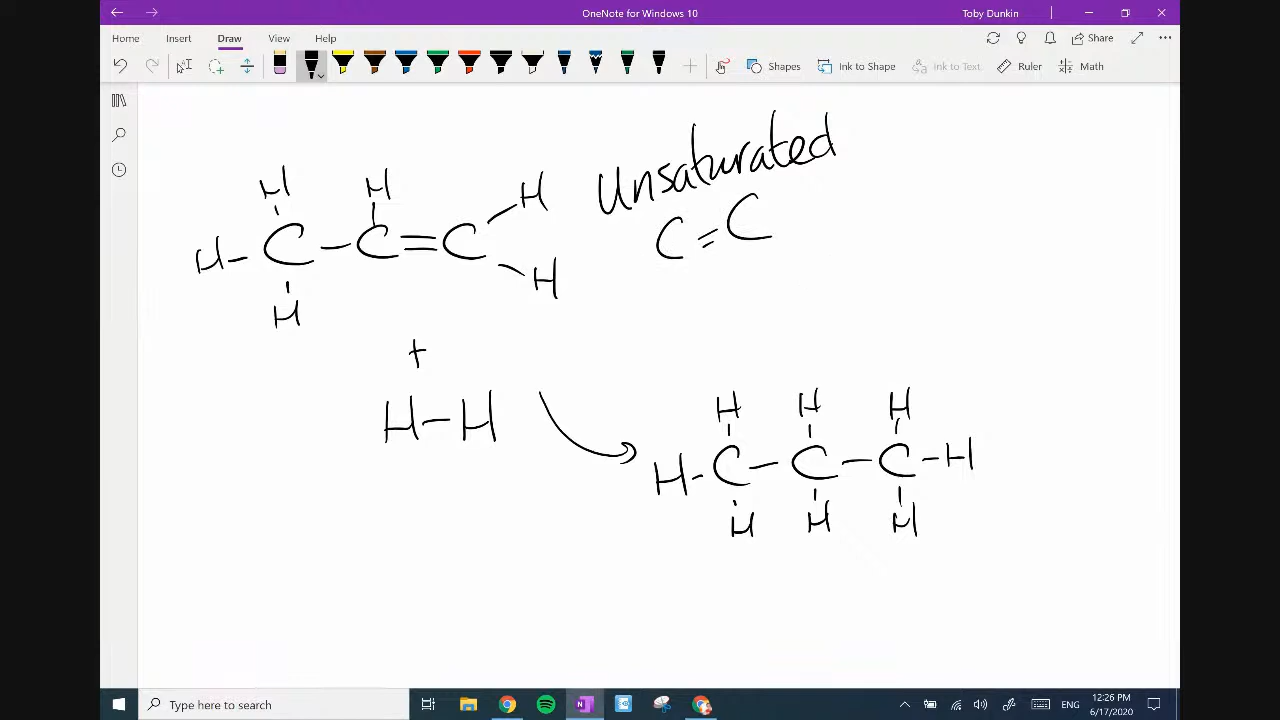 OneNote for Windows 10
Toby Dunkin
Home Insert Draw View Help
Share
Shapes
Ink to Shape
Ink to Text
Ruler
Math
Unsaturated
C=C
H H H
H-C-C=C
H H
+
H-H
H H H
H-C-C-C-H
H H H
Type here to search
ENG
12:26 PM
6/17/2020